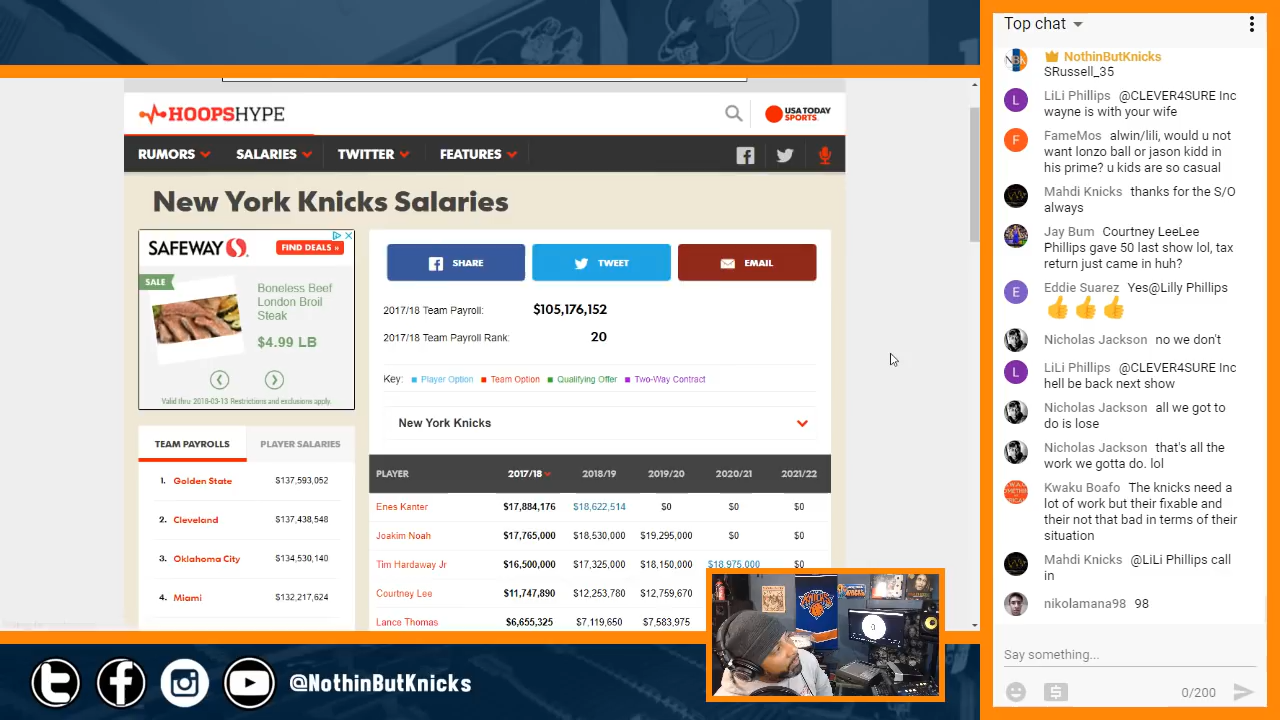 HOOPSHYPE
USA TODAY
SPORTS
RUMORS SALARIES TWITTER FEATURES
New York Knicks Salaries
SAFEWAY
FIND DEALS
SALE
Boneless Beef
London Broil
Steak
$4.99 LB
Valid thru 2018-03-13 Restrictions and exclusions apply.
SHARE TWEET EMAIL
2017/18 Team Payroll: $105,176,152
2017/18 Team Payroll Rank: 20
Key: Player Option Team Option Qualifying Offer Two-Way Contract
New York Knicks
TEAM PAYROLLS PLAYER SALARIES
1. Golden State $137,593,052
2. Cleveland $137,438,548
3. Oklahoma City $134,530,140
4. Miami $132,217,624
PLAYER 2017/18 2018/19 2019/20 2020/21 2021/22
Enes Kanter $17,884,176 $18,622,514 $0 $0 $0
Joakim Noah $17,765,000 $18,530,000 $19,295,000 $0 $0
Tim Hardaway Jr $16,500,000 $17,325,000 $18,150,000 $18,975,000 $0
Courtney Lee $11,747,890 $12,253,780 $12,759,670
Lance Thomas $6,655,325 $7,119,650 $7,583,975
KNICKS
@NothinButKnicks
Top chat
NBK
NothinButKnicks
SRussell_35
L
LiLi Phillips @CLEVER4SURE Inc
wayne is with your wife
F
FameMos alwin/lili, would u not
want lonzo ball or jason kidd in
his prime? u kids are so casual
Mahdi Knicks thanks for the S/O
always
Jay Bum Courtney LeeLee
Phillips gave 50 last show lol, tax
return just came in huh?
E
Eddie Suarez Yes@Lilly Phillips
👍👍👍
Nicholas Jackson no we don't
L
LiLi Phillips @CLEVER4SURE Inc
hell be back next show
Nicholas Jackson all we got to
do is lose
Nicholas Jackson that's all the
work we gotta do. lol
Kwaku Boafo The knicks need a
lot of work but their fixable and
their not that bad in terms of their
situation
Mahdi Knicks @LiLi Phillips call
in
nikolamana98 98
Say something...
0/200